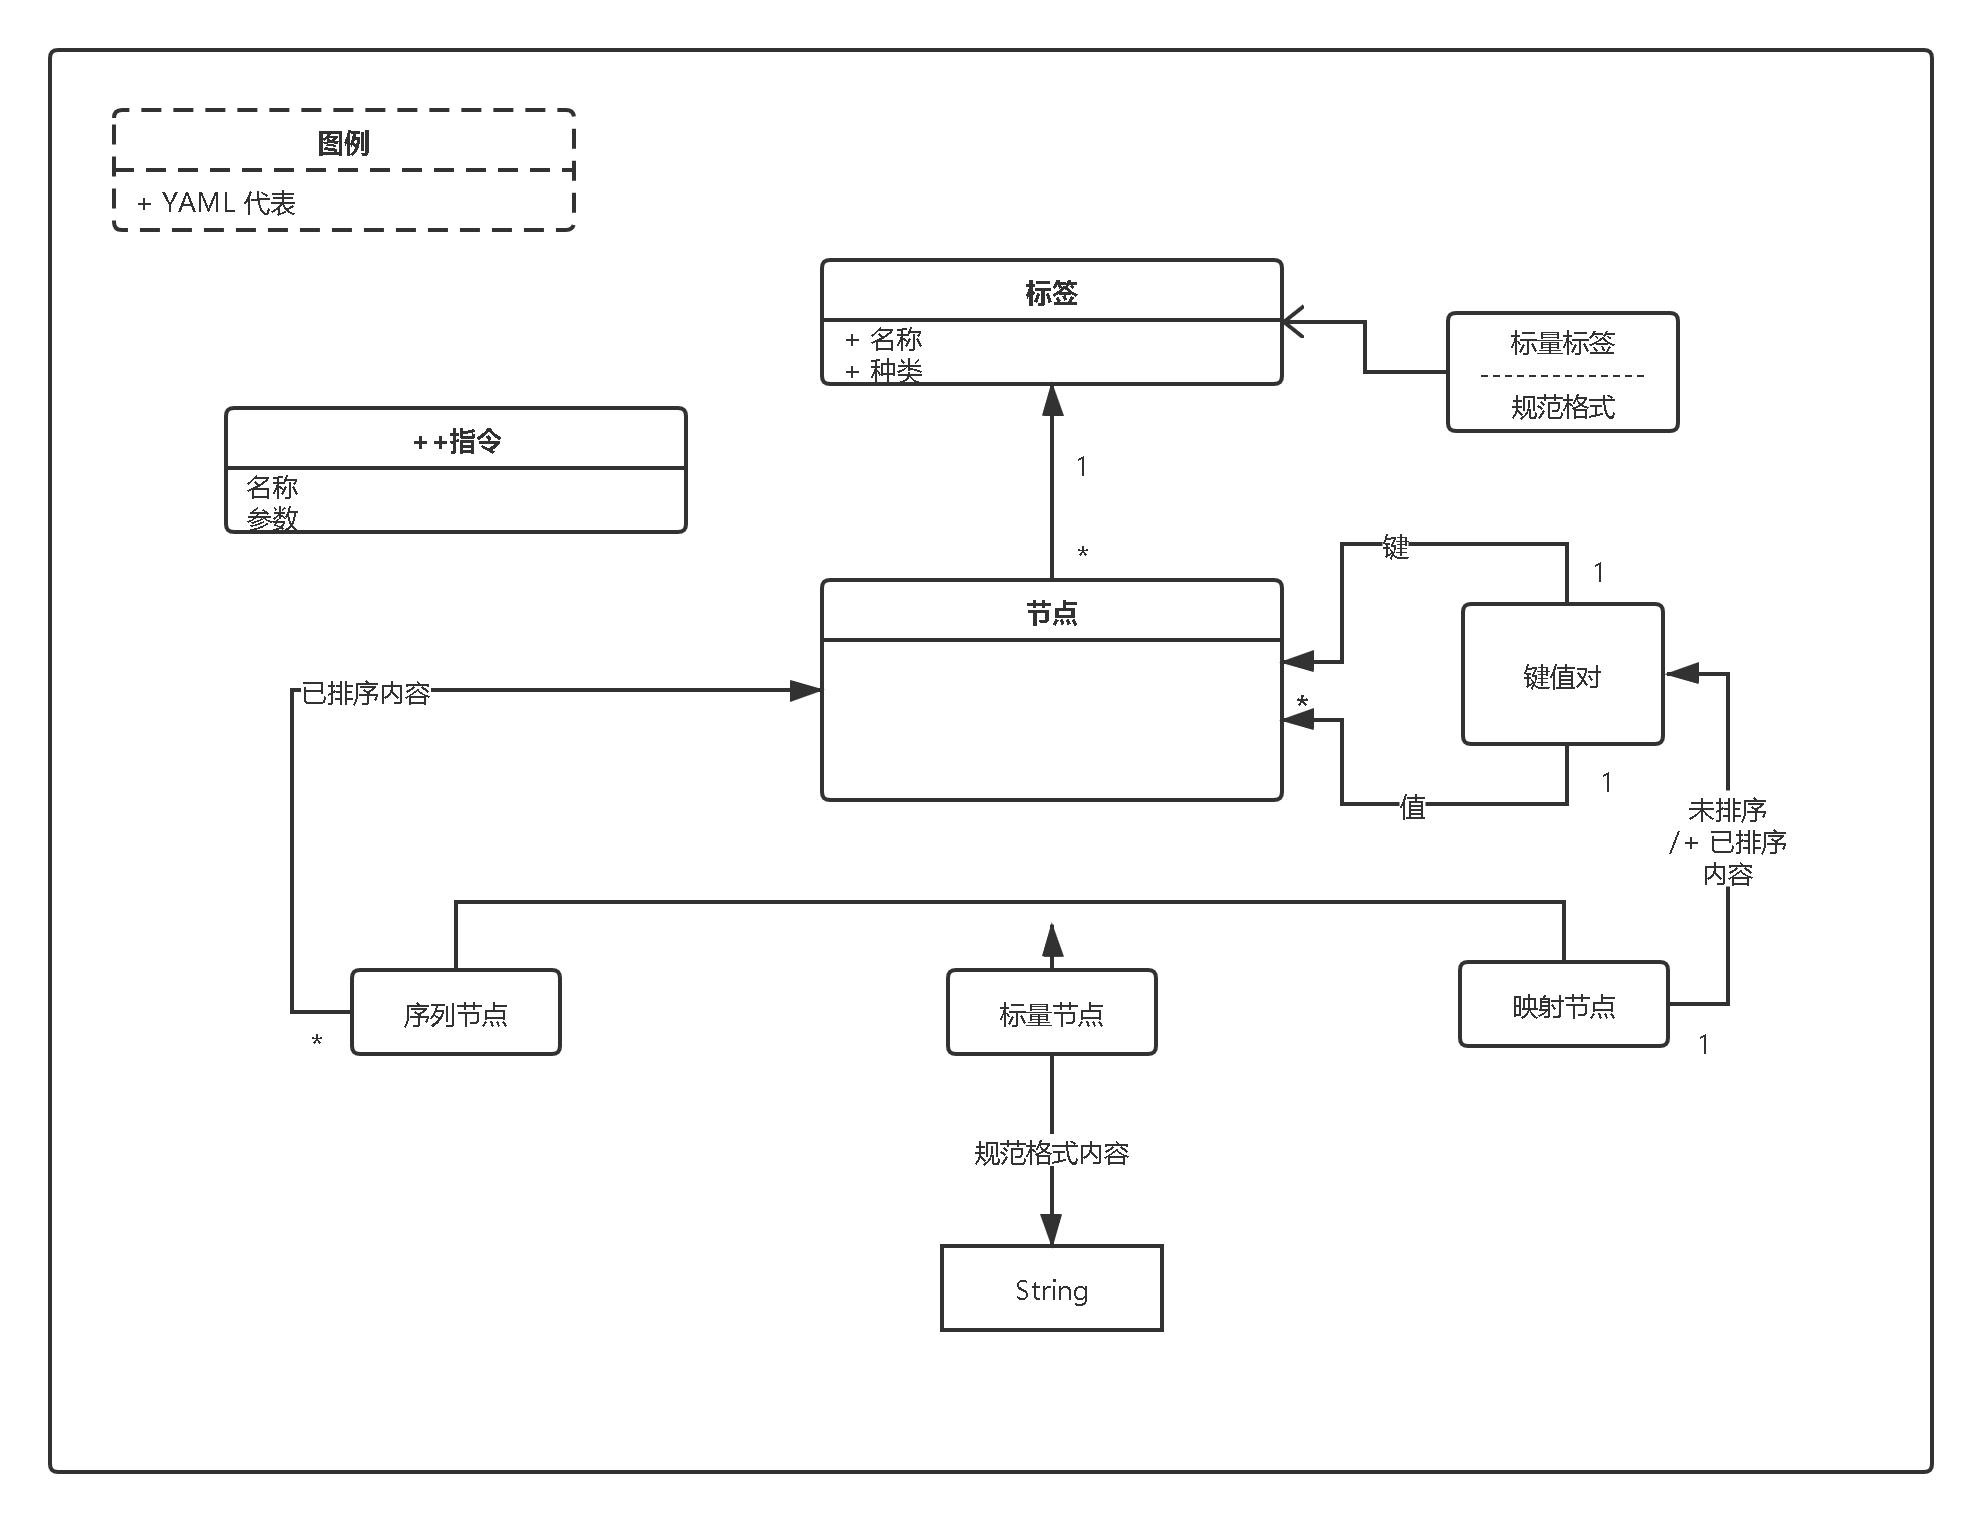 图例
+ YAML 代表
标签
+ 名称
+ 种类
标量标签
规范格式
++指令
名称
参数
1
*
键
1
节点
键值对
已排序内容
*
值
1
未排序
/+ 已排序
内容
序列节点
*
标量节点
映射节点
1
规范格式内容
String